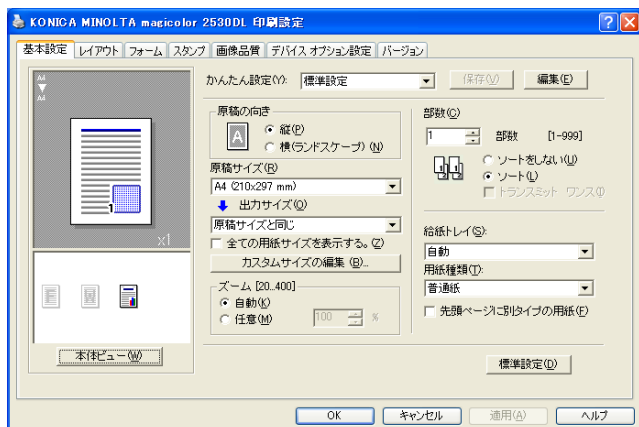 KONICA MINOLTA magicolor 2530DL 印刷設定
基本設定 レイアウト フォーム スタンプ 画像品質 デバイス オプション設定 バージョン
A4
A4
1
x1
本体ビュー(W)
かんたん設定(Y): 標準設定 保存(V) 編集(E)
原稿の向き
A
縦(P)
横(ランドスケープ) (N)
原稿サイズ(R)
A4 (210x297 mm)
出力サイズ(O)
原稿サイズと同じ
全ての用紙サイズを表示する。(Z)
カスタムサイズの編集 (B)...
ズーム [20..400]
自動(K)
任意(M) 100 %
部数(C)
1 部数 [1-999]
ソートをしない(U)
ソート(L)
トランスミット ワンス(I)
給紙トレイ(S):
自動
用紙種類(T):
普通紙
先頭ページに別タイプの用紙(F)
標準設定(D)
OK キャンセル 適用(A) ヘルプ